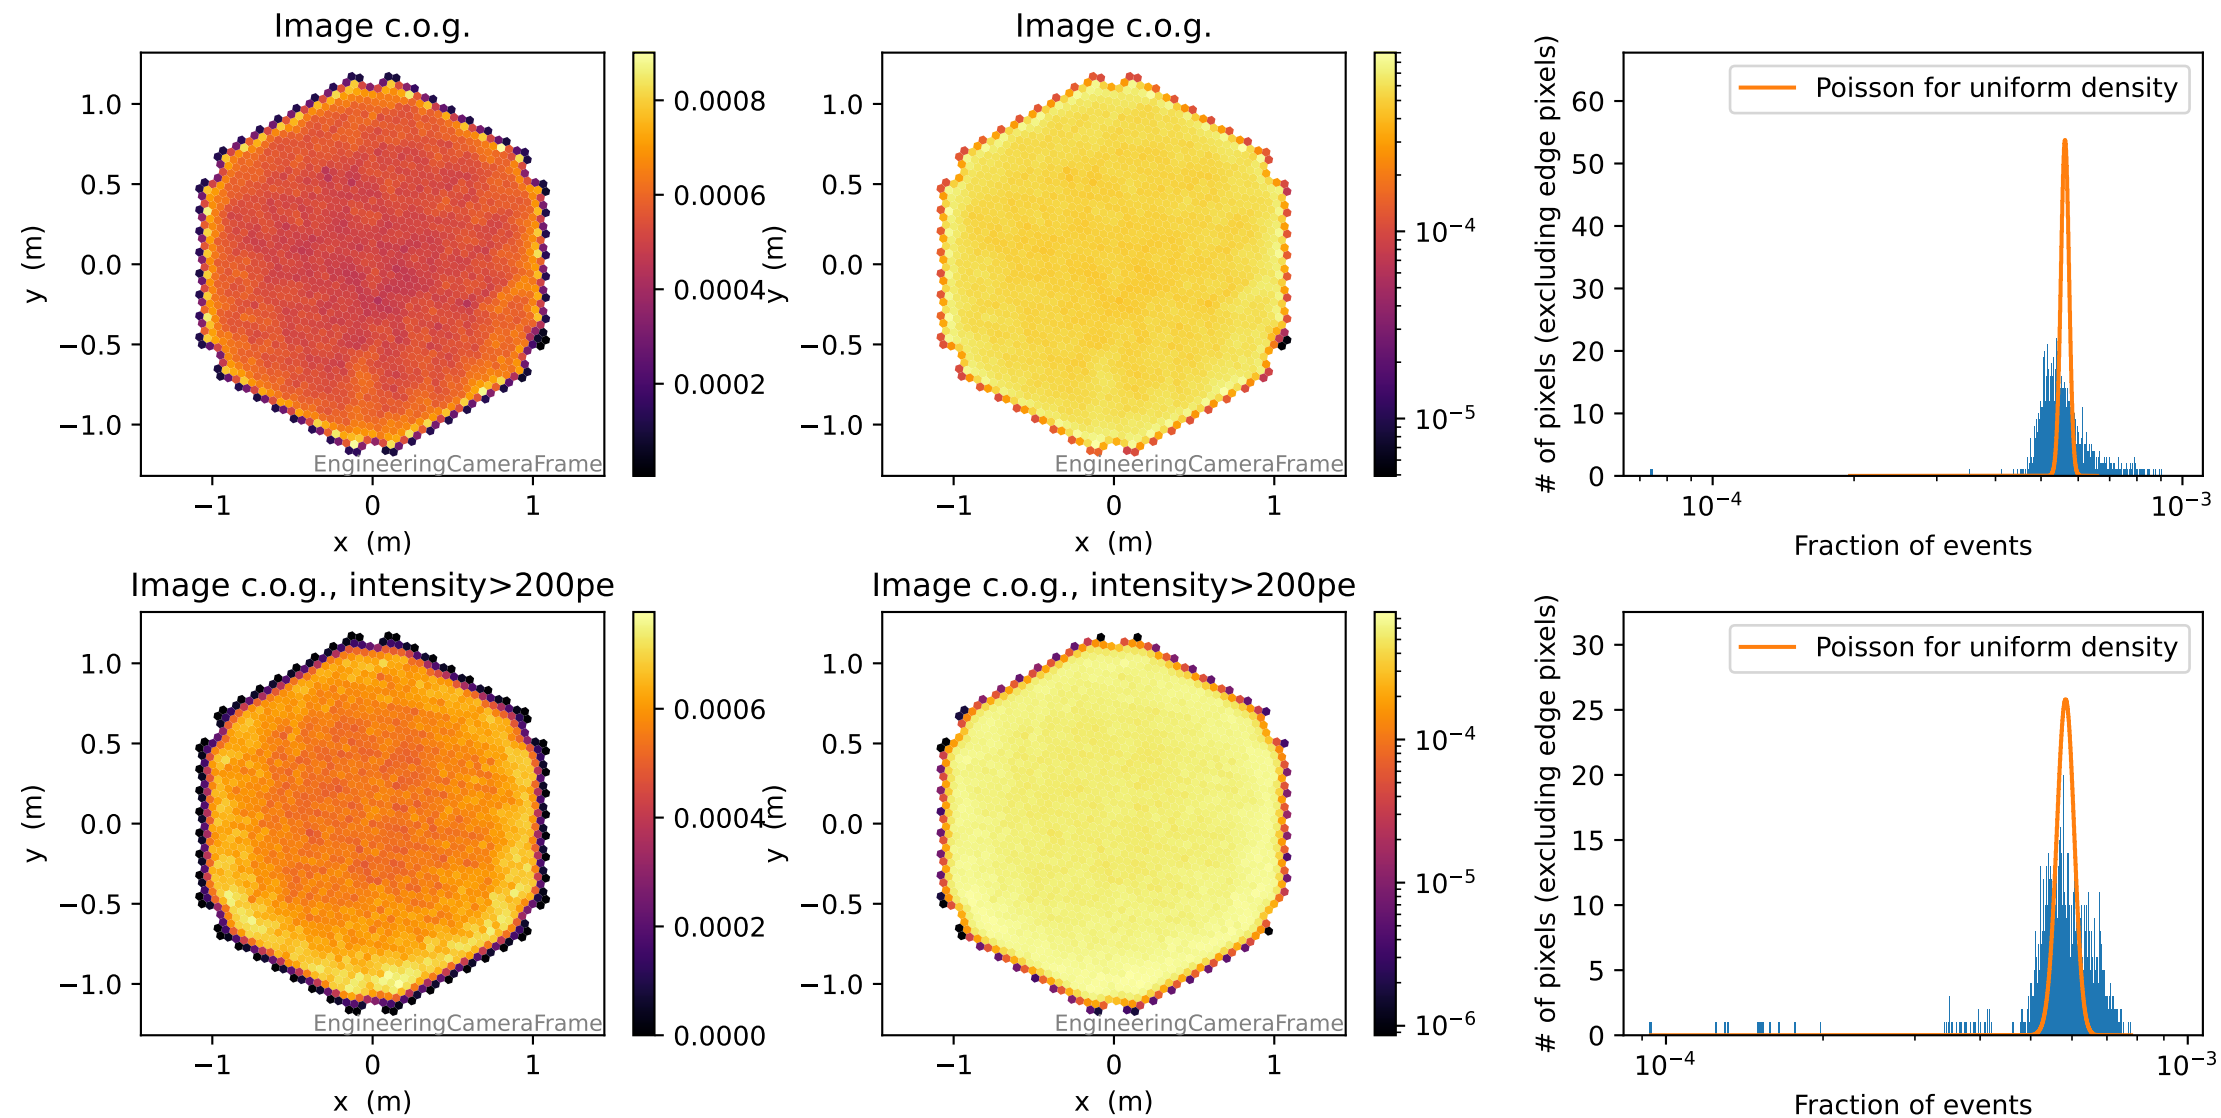 Image c.o.g.
1.0
0.5
0.0
−0.5
−1.0
y (m)
−1
0
1
x (m)
EngineeringCameraFrame
0.0008
0.0006
0.0004
0.0002
Image c.o.g.
1.0
0.5
0.0
−0.5
−1.0
y (m)
−1
0
1
x (m)
EngineeringCameraFrame
10⁻⁴
10⁻⁵
# of pixels (excluding edge pixels)
60
50
40
30
20
10
0
Poisson for uniform density
10⁻⁴
10⁻³
Fraction of events
Image c.o.g., intensity>200pe
1.0
0.5
0.0
−0.5
−1.0
y (m)
−1
0
1
x (m)
EngineeringCameraFrame
0.0006
0.0004
0.0002
0.0000
Image c.o.g., intensity>200pe
1.0
0.5
0.0
−0.5
−1.0
y (m)
−1
0
1
x (m)
EngineeringCameraFrame
10⁻⁴
10⁻⁵
10⁻⁶
# of pixels (excluding edge pixels)
30
25
20
15
10
5
0
Poisson for uniform density
10⁻⁴
10⁻³
Fraction of events